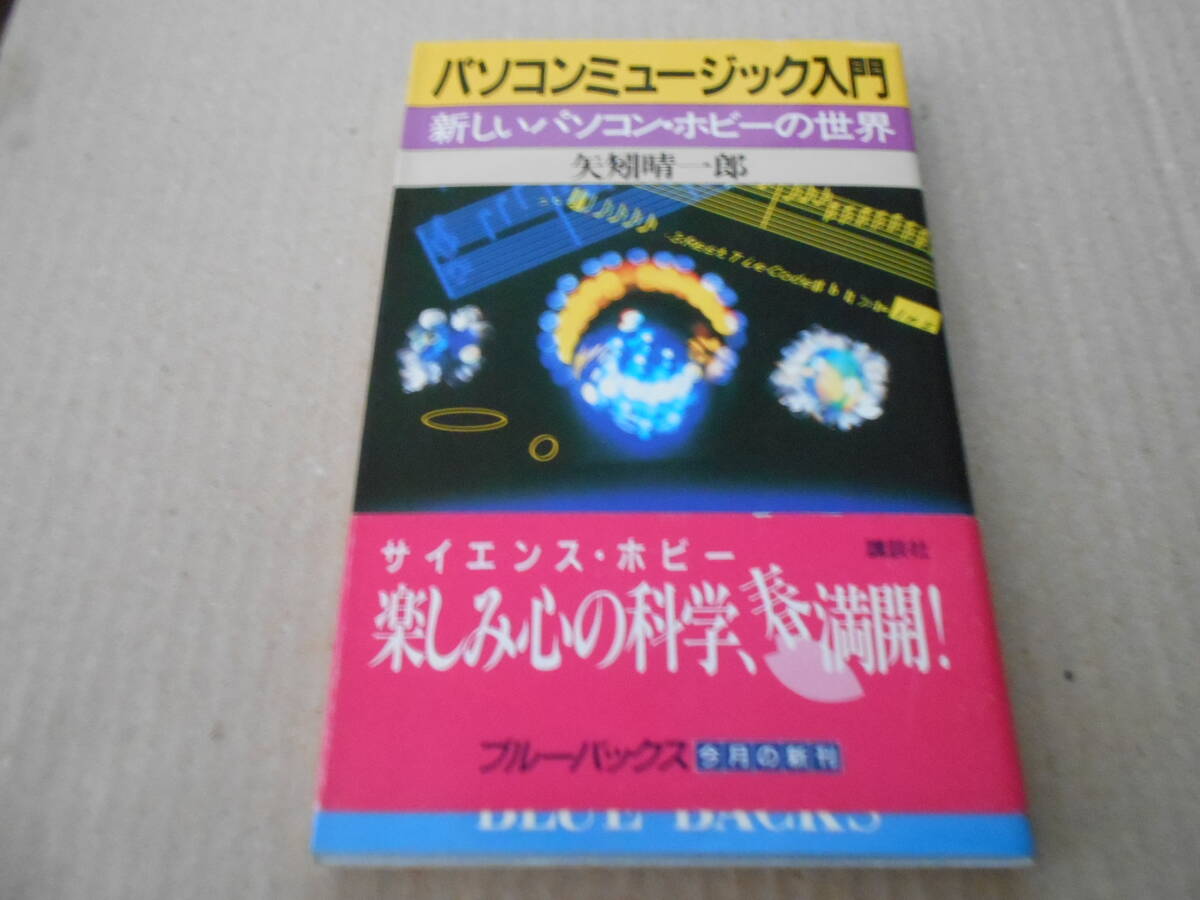 パソコンミュージック入門
新しいパソコン・ホビーの世界
矢矧晴一郎
サイエンス・ホビー
講談社
楽しみ心の科学、春満開!
ブルーバックス 今月の新刊
BLUE BACKS